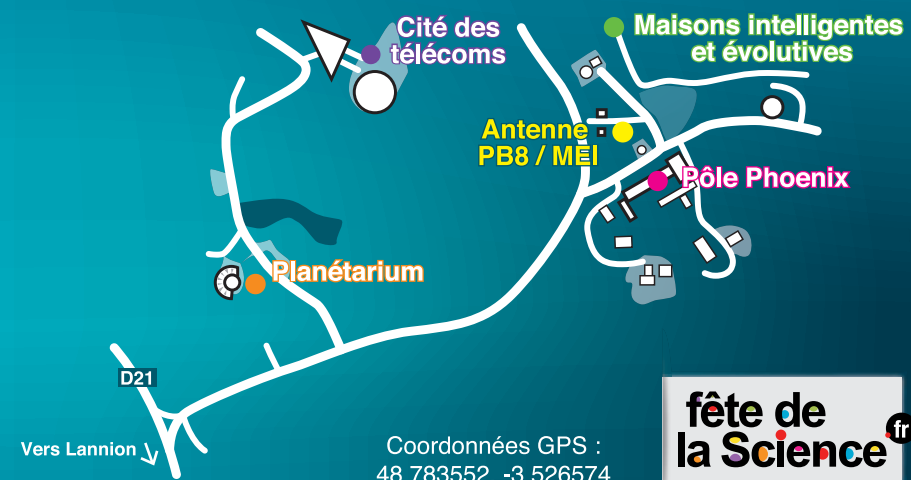 Cité des
télécoms
Maisons intelligentes
et évolutives
Antenne
PB8 / MEI
Pôle Phoenix
Planétarium
D21
Vers Lannion
Coordonnées GPS :
48.783552, -3.526574
fête de
la Science.fr